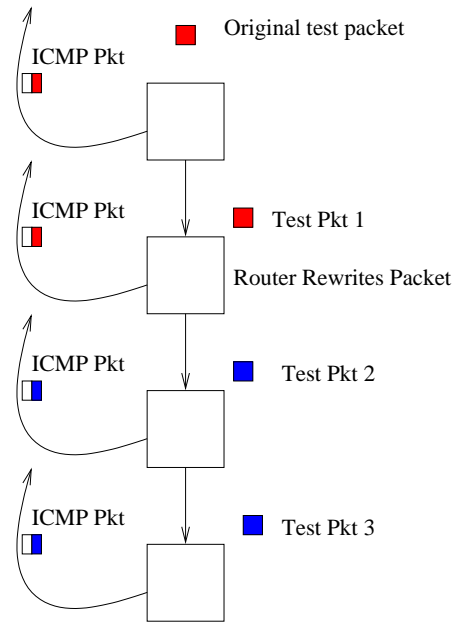 Original test packet
ICMP Pkt
ICMP Pkt
Test Pkt 1
Router Rewrites Packet
ICMP Pkt
Test Pkt 2
ICMP Pkt
Test Pkt 3